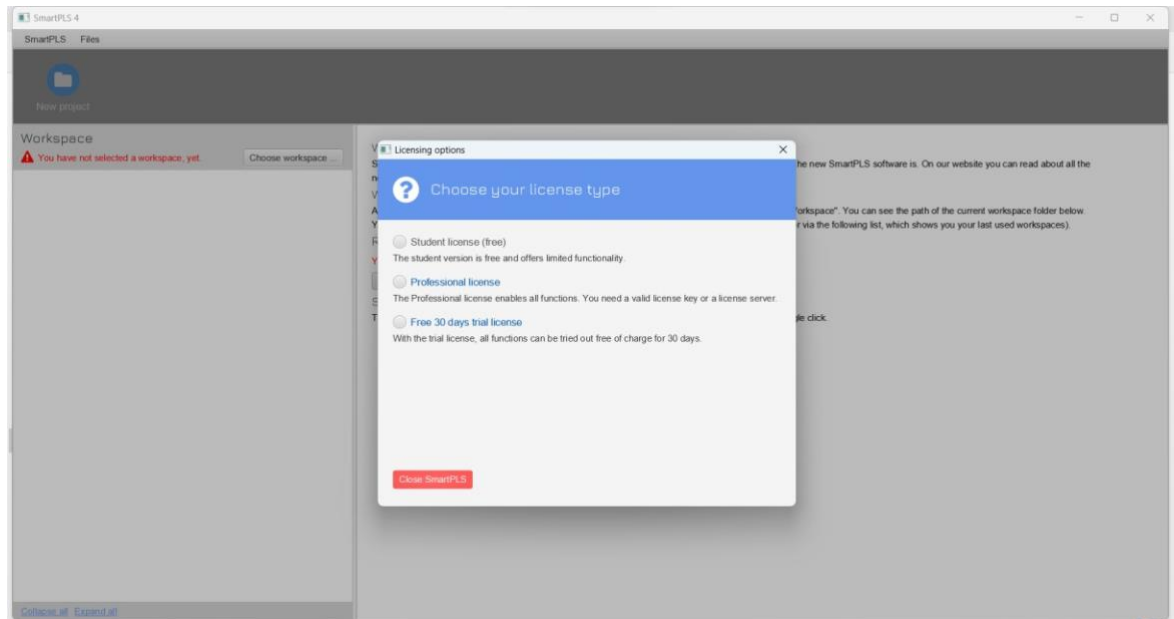 SmartPLS 4
SmartPLS Files
New project
Workspace
You have not selected a workspace, yet.
Choose workspace ...
Licensing options
Choose your license type
Student license (free)
The student version is free and offers limited functionality.
Professional license
The Professional license enables all functions. You need a valid license key or a license server.
Free 30 days trial license
With the trial license, all functions can be tried out free of charge for 30 days.
Close SmartPLS
he new SmartPLS software is. On our website you can read about all the
orkspace". You can see the path of the current workspace folder below
r via the following list, which shows you your last used workspaces).
gle click.
Collapse all Expand all